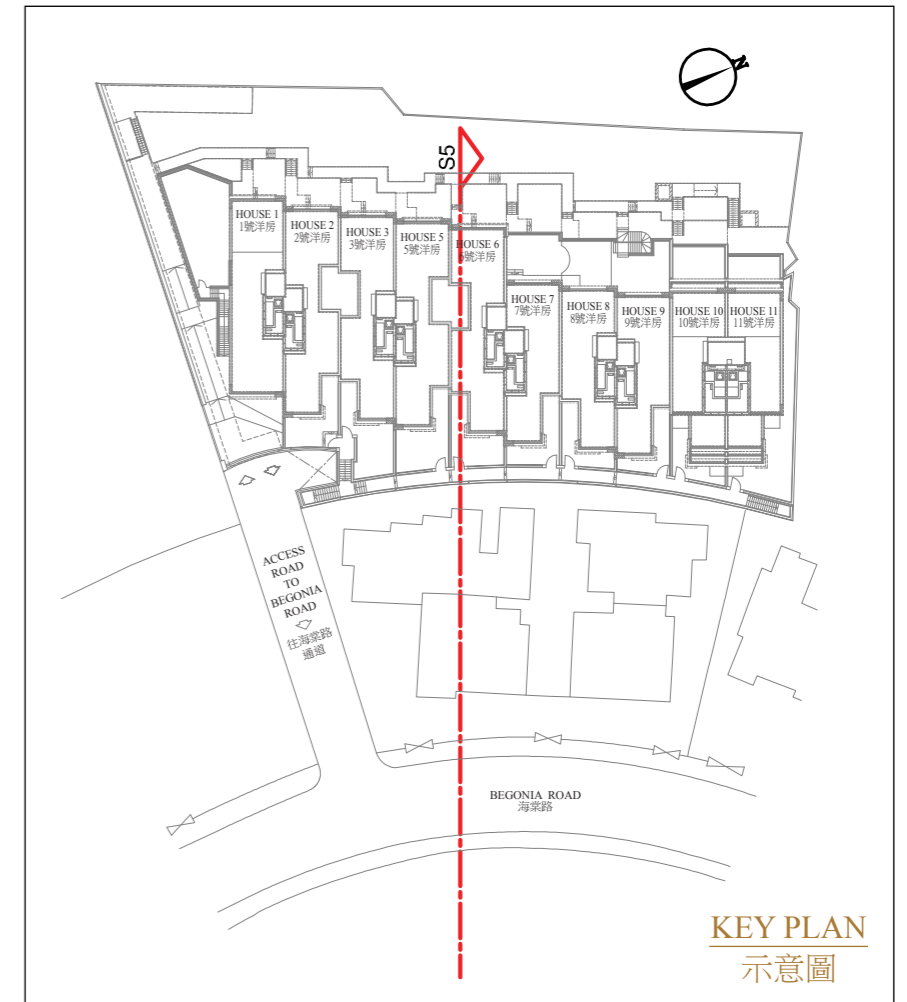 N
S5
HOUSE 1
1號洋房
HOUSE 2
2號洋房
HOUSE 3
3號洋房
HOUSE 5
5號洋房
HOUSE 6
6號洋房
HOUSE 7
7號洋房
HOUSE 8
8號洋房
HOUSE 9
9號洋房
HOUSE 10
10號洋房
HOUSE 11
11號洋房
ACCESS
ROAD
TO
BEGONIA
ROAD
往海棠路
通道
BEGONIA ROAD
海棠路
KEY PLAN
示意圖